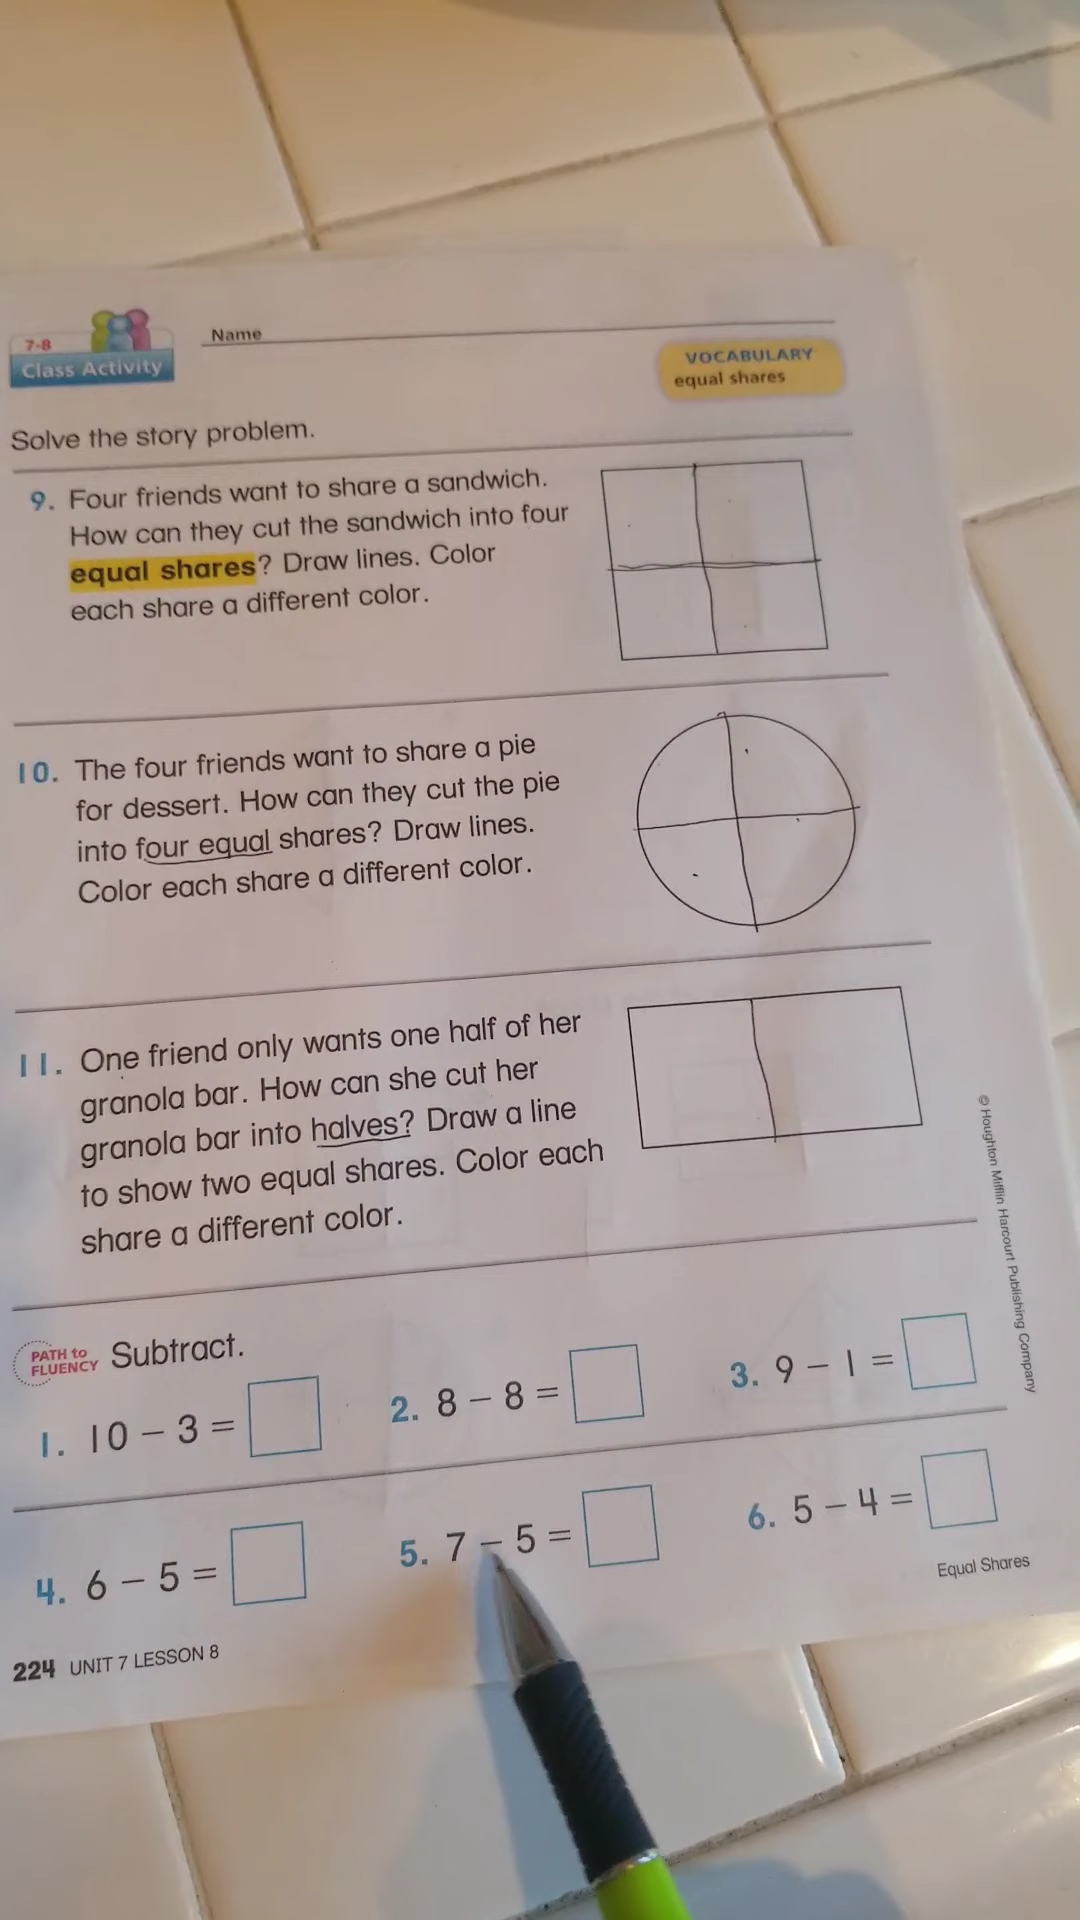 7-8
Class Activity
Name
VOCABULARY
equal shares
Solve the story problem.
9. Four friends want to share a sandwich.
How can they cut the sandwich into four
equal shares? Draw lines. Color
each share a different color.
10. The four friends want to share a pie
for dessert. How can they cut the pie
into four equal shares? Draw lines.
Color each share a different color.
11. One friend only wants one half of her
granola bar. How can she cut her
granola bar into halves? Draw a line
to show two equal shares. Color each
share a different color.
© Houghton Mifflin Harcourt Publishing Company
PATH to
FLUENCY
Subtract.
1. 10 − 3 =
2. 8 − 8 =
3. 9 − 1 =
4. 6 − 5 =
5. 7 − 5 =
6. 5 − 4 =
224 UNIT 7 LESSON 8
Equal Shares